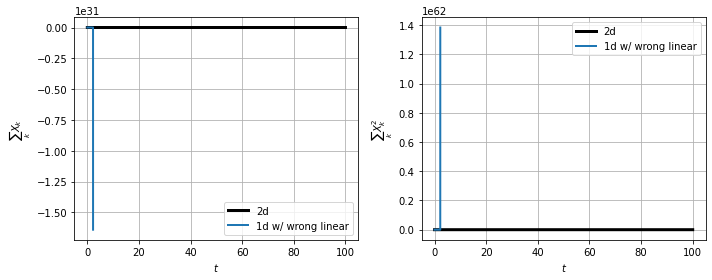 1e31
0.00
−0.25
−0.50
−0.75
−1.00
−1.25
−1.50
∑ X_k
k
0 20 40 60 80 100
t
2d
1d w/ wrong linear
1e62
1.4
1.2
1.0
0.8
0.6
0.4
0.2
0.0
∑ X_k^2
k
0 20 40 60 80 100
t
2d
1d w/ wrong linear